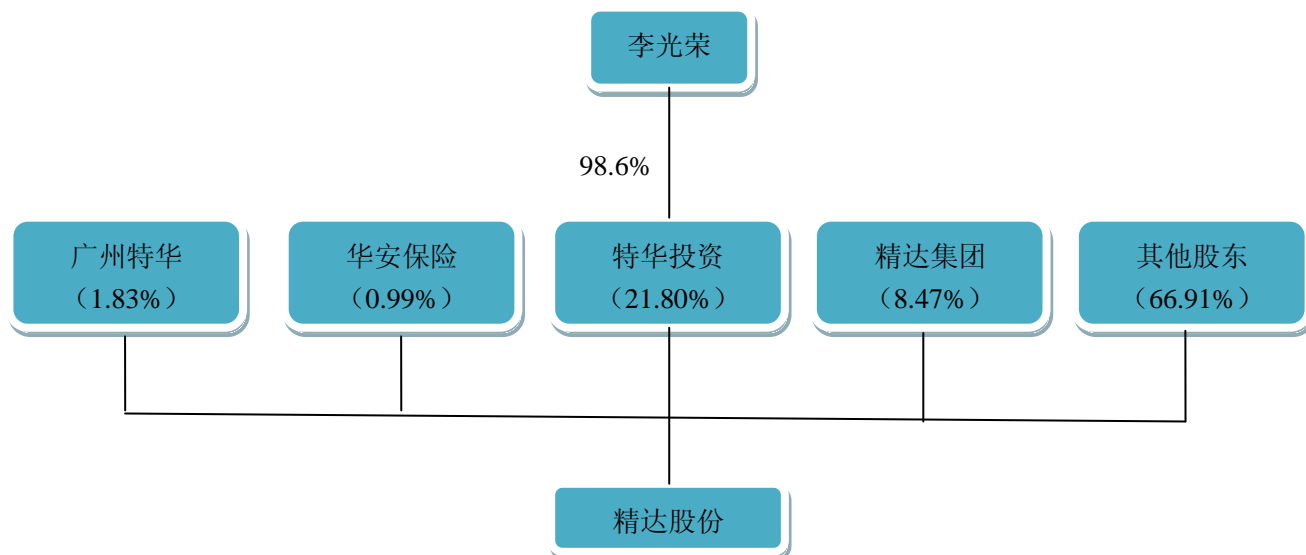 李光荣
98.6%
广州特华
（1.83%）
华安保险
（0.99%）
特华投资
（21.80%）
精达集团
（8.47%）
其他股东
（66.91%）
精达股份